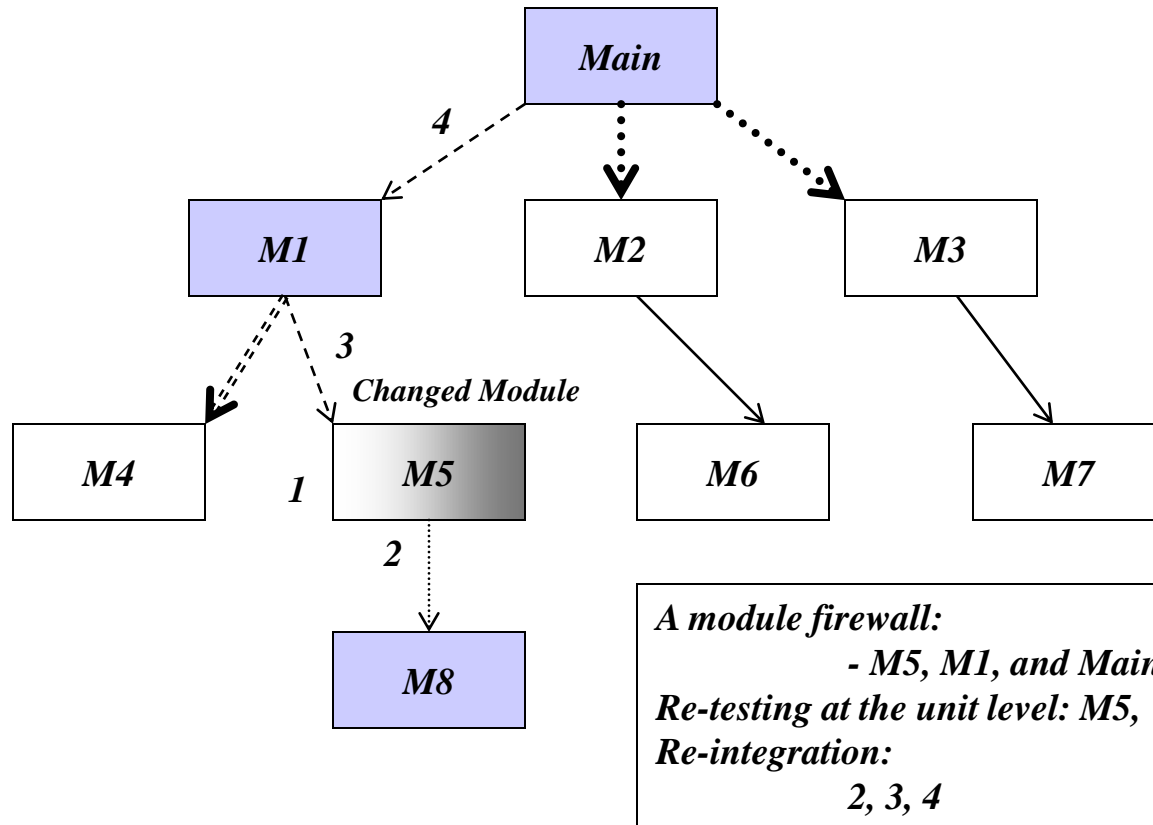 Main
4
M1
M2
M3
3
Changed Module
M4
1
M5
M6
M7
2
M8
A module firewall:
- M5, M1, and Main
Re-testing at the unit level: M5,
Re-integration:
2, 3, 4